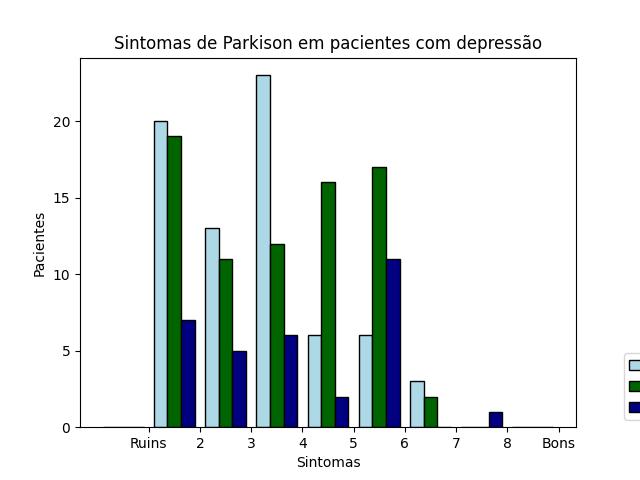 Sintomas de Parkison em pacientes com depressão
Pacientes
20
15
10
5
0
Ruins 2 3 4 5 6 7 8 Bons
Sintomas